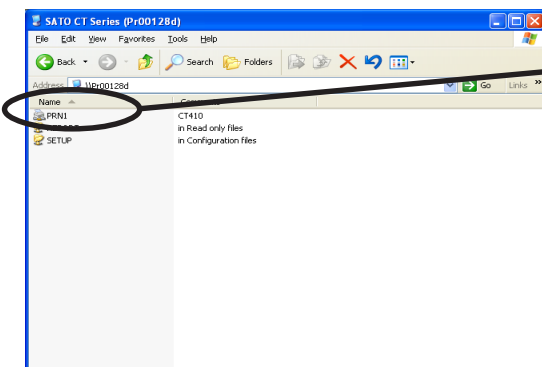 SATO CT Series (Pr00128d)
File Edit View Favorites Tools Help
Back Search Folders
Address \\Pr00128d Go Links »
Name
PRN1 CT410
in Read only files
SETUP in Configuration files